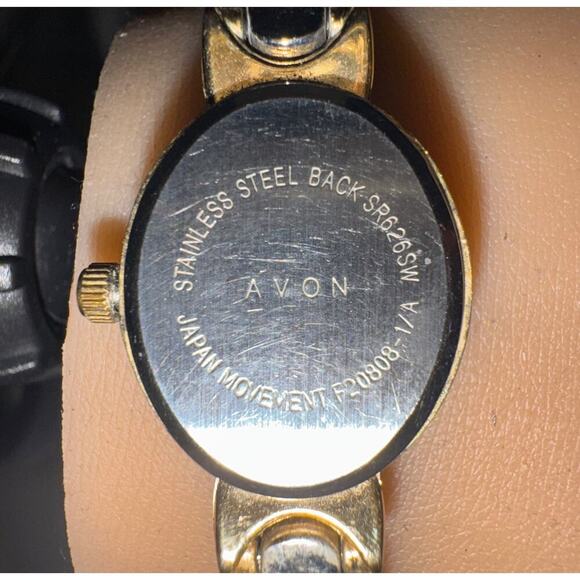 STAINLESS STEEL BACK-SR626SW
AVON
JAPAN MOVEMENT F20808-1/A